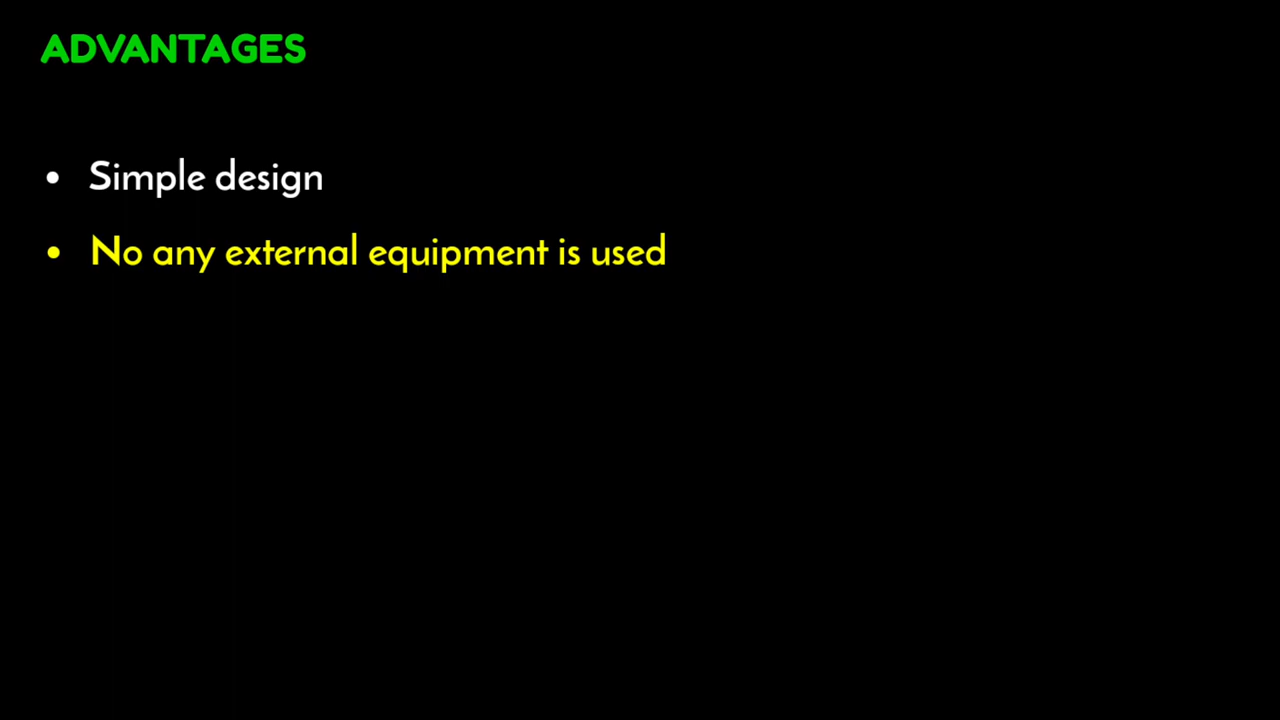 ADVANTAGES
• Simple design
• No any external equipment is used